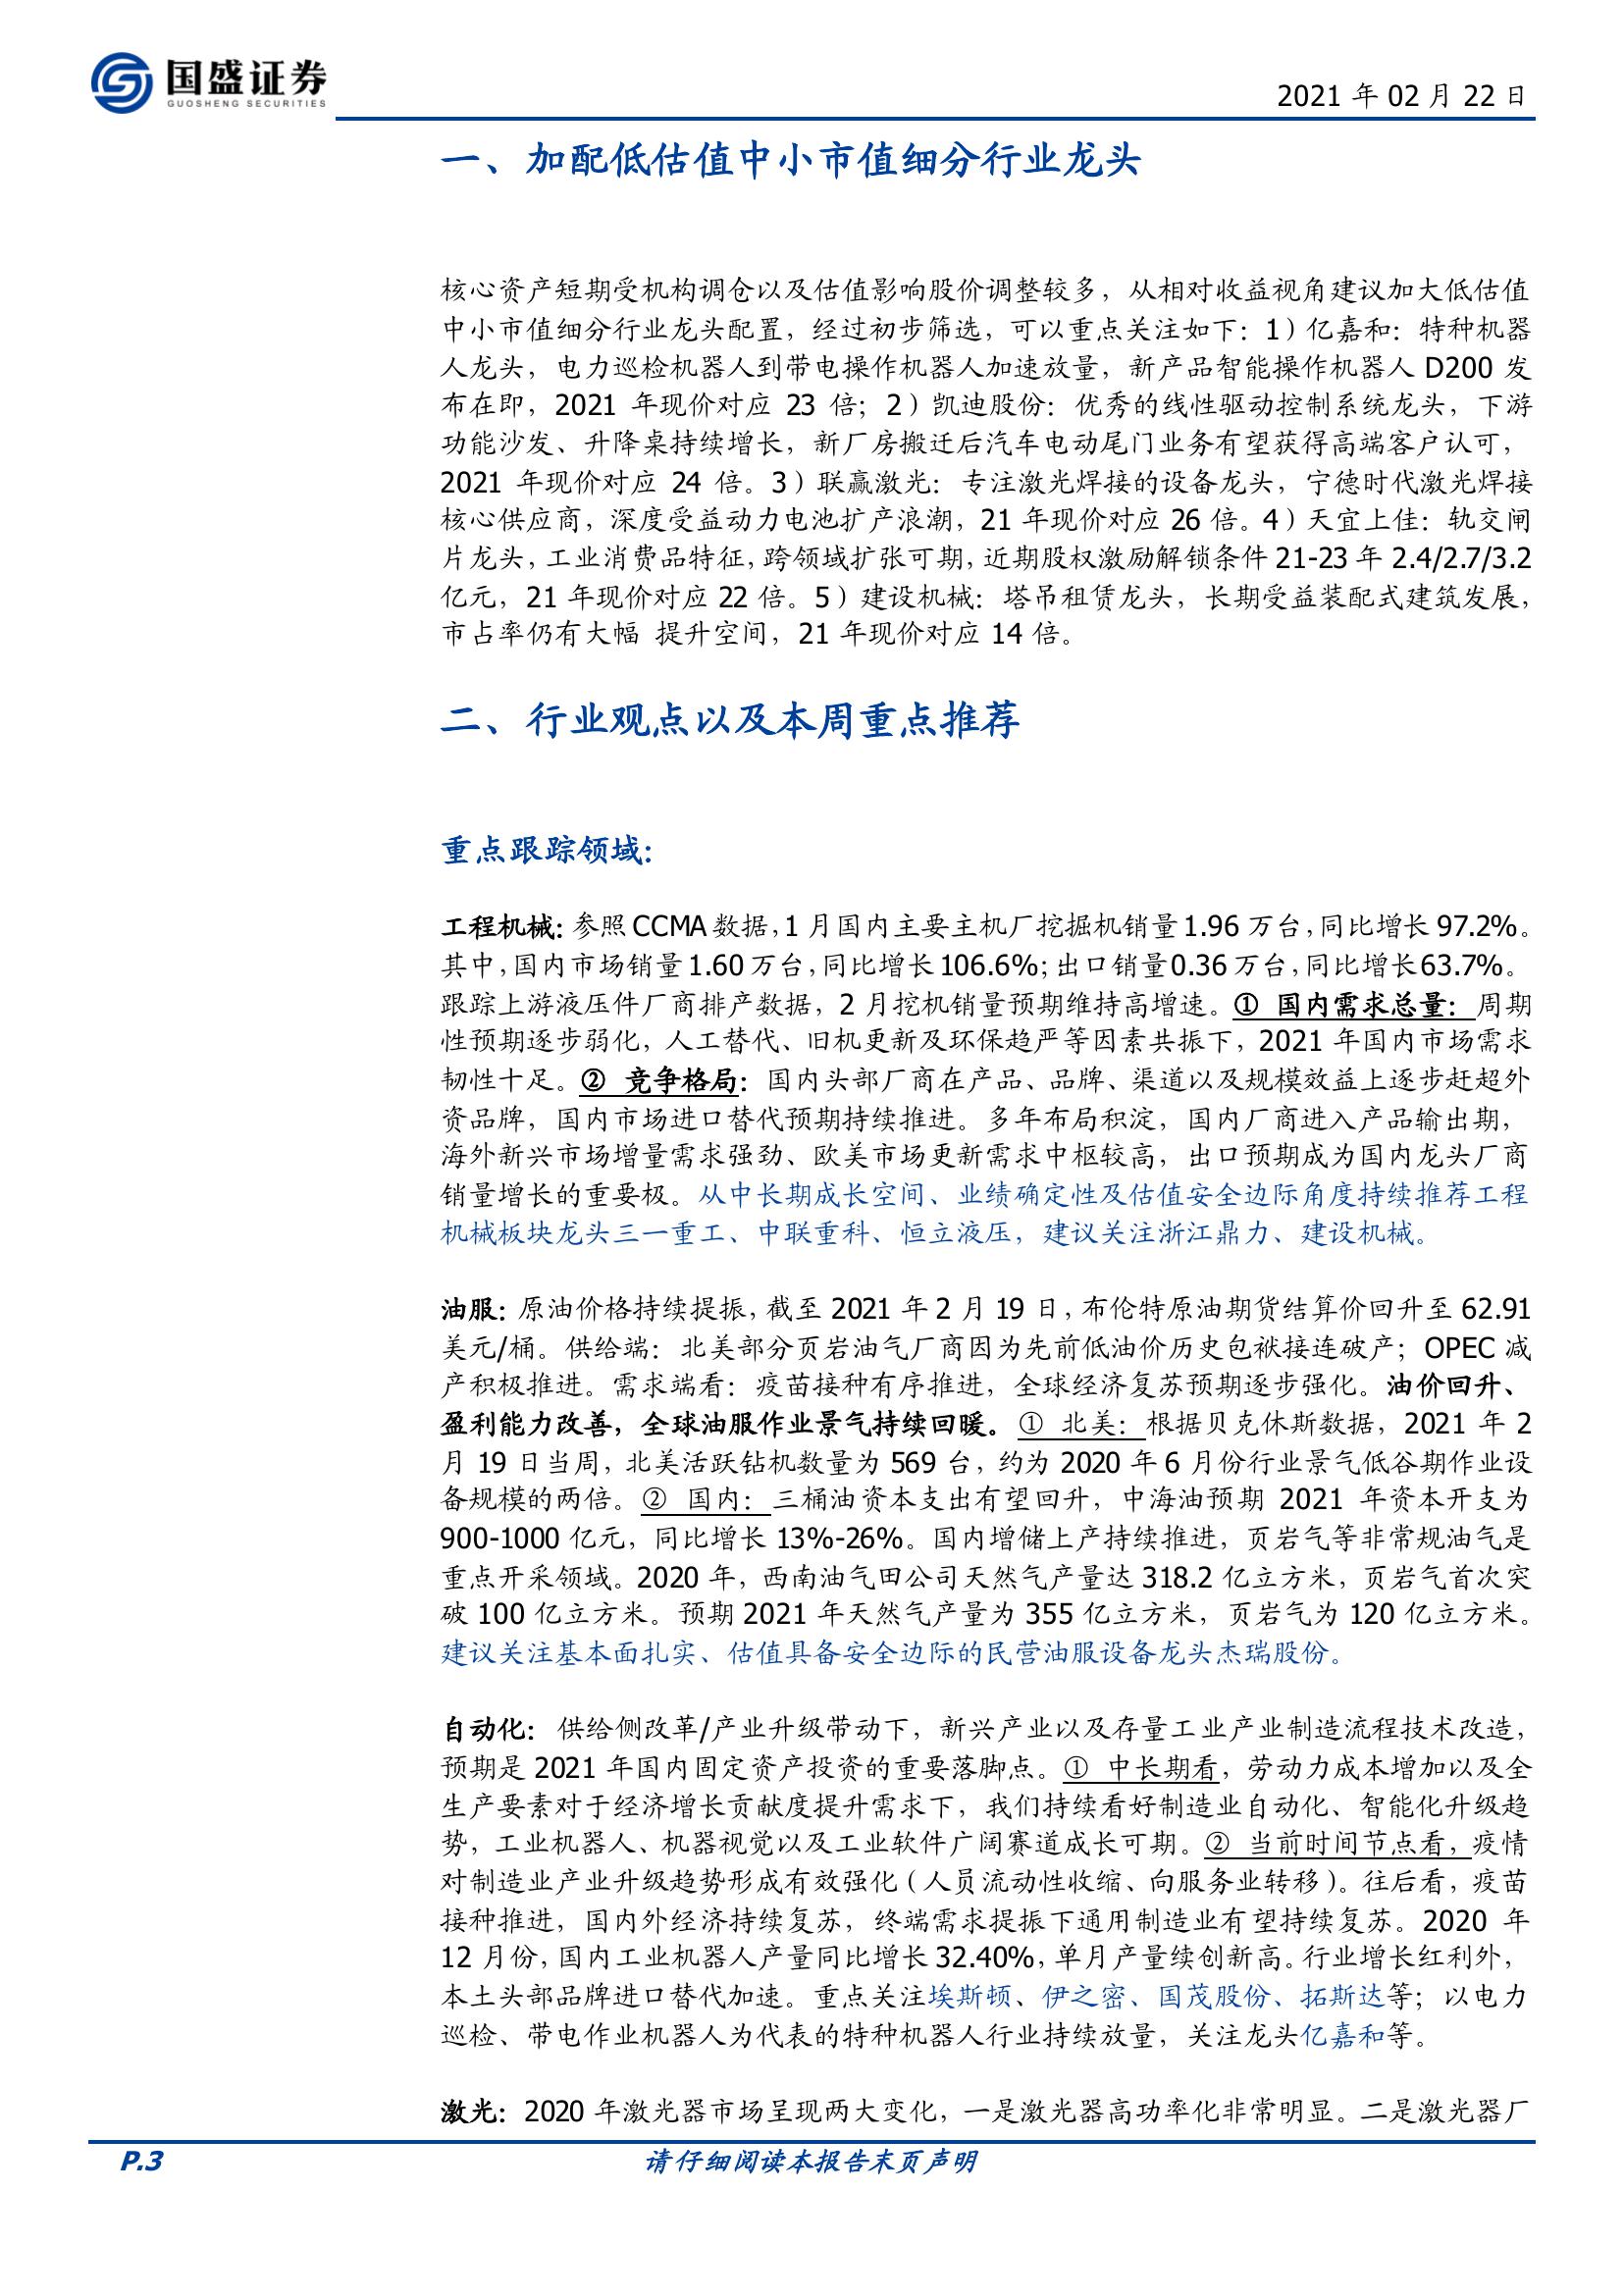 国盛证券
GUOSHENG SECURITIES
2021 年 02 月 22 日
一、加配低估值中小市值细分行业龙头
核心资产短期受机构调仓以及估值影响股价调整较多，从相对收益视角建议加大低估值
中小市值细分行业龙头配置，经过初步筛选，可以重点关注如下：1）亿嘉和：特种机器
人龙头，电力巡检机器人到带电操作机器人加速放量，新产品智能操作机器人 D200 发
布在即，2021 年现价对应 23 倍；2）凯迪股份：优秀的线性驱动控制系统龙头，下游
功能沙发、升降桌持续增长，新厂房搬迁后汽车电动尾门业务有望获得高端客户认可，
2021 年现价对应 24 倍。3）联赢激光：专注激光焊接的设备龙头，宁德时代激光焊接
核心供应商，深度受益动力电池扩产浪潮，21 年现价对应 26 倍。4）天宜上佳：轨交闸
片龙头，工业消费品特征，跨领域扩张可期，近期股权激励解锁条件 21-23 年 2.4/2.7/3.2
亿元，21 年现价对应 22 倍。5）建设机械：塔吊租赁龙头，长期受益装配式建筑发展，
市占率仍有大幅 提升空间，21 年现价对应 14 倍。
二、行业观点以及本周重点推荐
重点跟踪领域：
工程机械：参照 CCMA 数据，1 月国内主要主机厂挖掘机销量 1.96 万台，同比增长 97.2%。
其中，国内市场销量 1.60 万台，同比增长 106.6%；出口销量 0.36 万台，同比增长 63.7%。
跟踪上游液压件厂商排产数据，2 月挖机销量预期维持高增速。① 国内需求总量：周期
性预期逐步弱化，人工替代、旧机更新及环保趋严等因素共振下，2021 年国内市场需求
韧性十足。② 竞争格局：国内头部厂商在产品、品牌、渠道以及规模效益上逐步赶超外
资品牌，国内市场进口替代预期持续推进。多年布局积淀，国内厂商进入产品输出期，
海外新兴市场增量需求强劲、欧美市场更新需求中枢较高，出口预期成为国内龙头厂商
销量增长的重要极。从中长期成长空间、业绩确定性及估值安全边际角度持续推荐工程
机械板块龙头三一重工、中联重科、恒立液压，建议关注浙江鼎力、建设机械。
油服：原油价格持续提振，截至 2021 年 2 月 19 日，布伦特原油期货结算价回升至 62.91
美元/桶。供给端：北美部分页岩油气厂商因为先前低油价历史包袱接连破产；OPEC 减
产积极推进。需求端看：疫苗接种有序推进，全球经济复苏预期逐步强化。油价回升、
盈利能力改善，全球油服作业景气持续回暖。① 北美：根据贝克休斯数据，2021 年 2
月 19 日当周，北美活跃钻机数量为 569 台，约为 2020 年 6 月份行业景气低谷期作业设
备规模的两倍。② 国内：三桶油资本支出有望回升，中海油预期 2021 年资本开支为
900-1000 亿元，同比增长 13%-26%。国内增储上产持续推进，页岩气等非常规油气是
重点开采领域。2020 年，西南油气田公司天然气产量达 318.2 亿立方米，页岩气首次突
破 100 亿立方米。预期 2021 年天然气产量为 355 亿立方米，页岩气为 120 亿立方米。
建议关注基本面扎实、估值具备安全边际的民营油服设备龙头杰瑞股份。
自动化：供给侧改革/产业升级带动下，新兴产业以及存量工业产业制造流程技术改造，
预期是 2021 年国内固定资产投资的重要落脚点。① 中长期看，劳动力成本增加以及全
生产要素对于经济增长贡献度提升需求下，我们持续看好制造业自动化、智能化升级趋
势，工业机器人、机器视觉以及工业软件广阔赛道成长可期。② 当前时间节点看，疫情
对制造业产业升级趋势形成有效强化（人员流动性收缩、向服务业转移）。往后看，疫苗
接种推进，国内外经济持续复苏，终端需求提振下通用制造业有望持续复苏。2020 年
12 月份，国内工业机器人产量同比增长 32.40%，单月产量续创新高。行业增长红利外，
本土头部品牌进口替代加速。重点关注埃斯顿、伊之密、国茂股份、拓斯达等；以电力
巡检、带电作业机器人为代表的特种机器人行业持续放量，关注龙头亿嘉和等。
激光：2020 年激光器市场呈现两大变化，一是激光器高功率化非常明显。二是激光器厂
P.3
请仔细阅读本报告末页声明